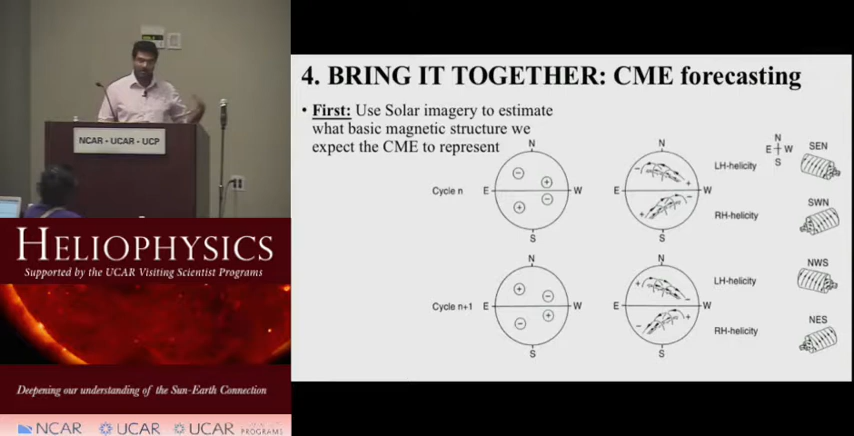 NCAR - UCAR - UCP
HELIOPHYSICS
Supported by the UCAR Visiting Scientist Programs
Deepening our understanding of the Sun-Earth Connection
NCAR
UCAR
UCAR
PROGRAMS
4. BRING IT TOGETHER: CME forecasting
• First: Use Solar imagery to estimate
what basic magnetic structure we
expect the CME to represent
N
N
N
E W
S
SEN
LH-helicity
Cycle n
E
W
E
W
SWN
RH-helicity
S
S
N
N
NWS
LH-helicity
Cycle n+1
E
W
E
W
NES
RH-helicity
S
S